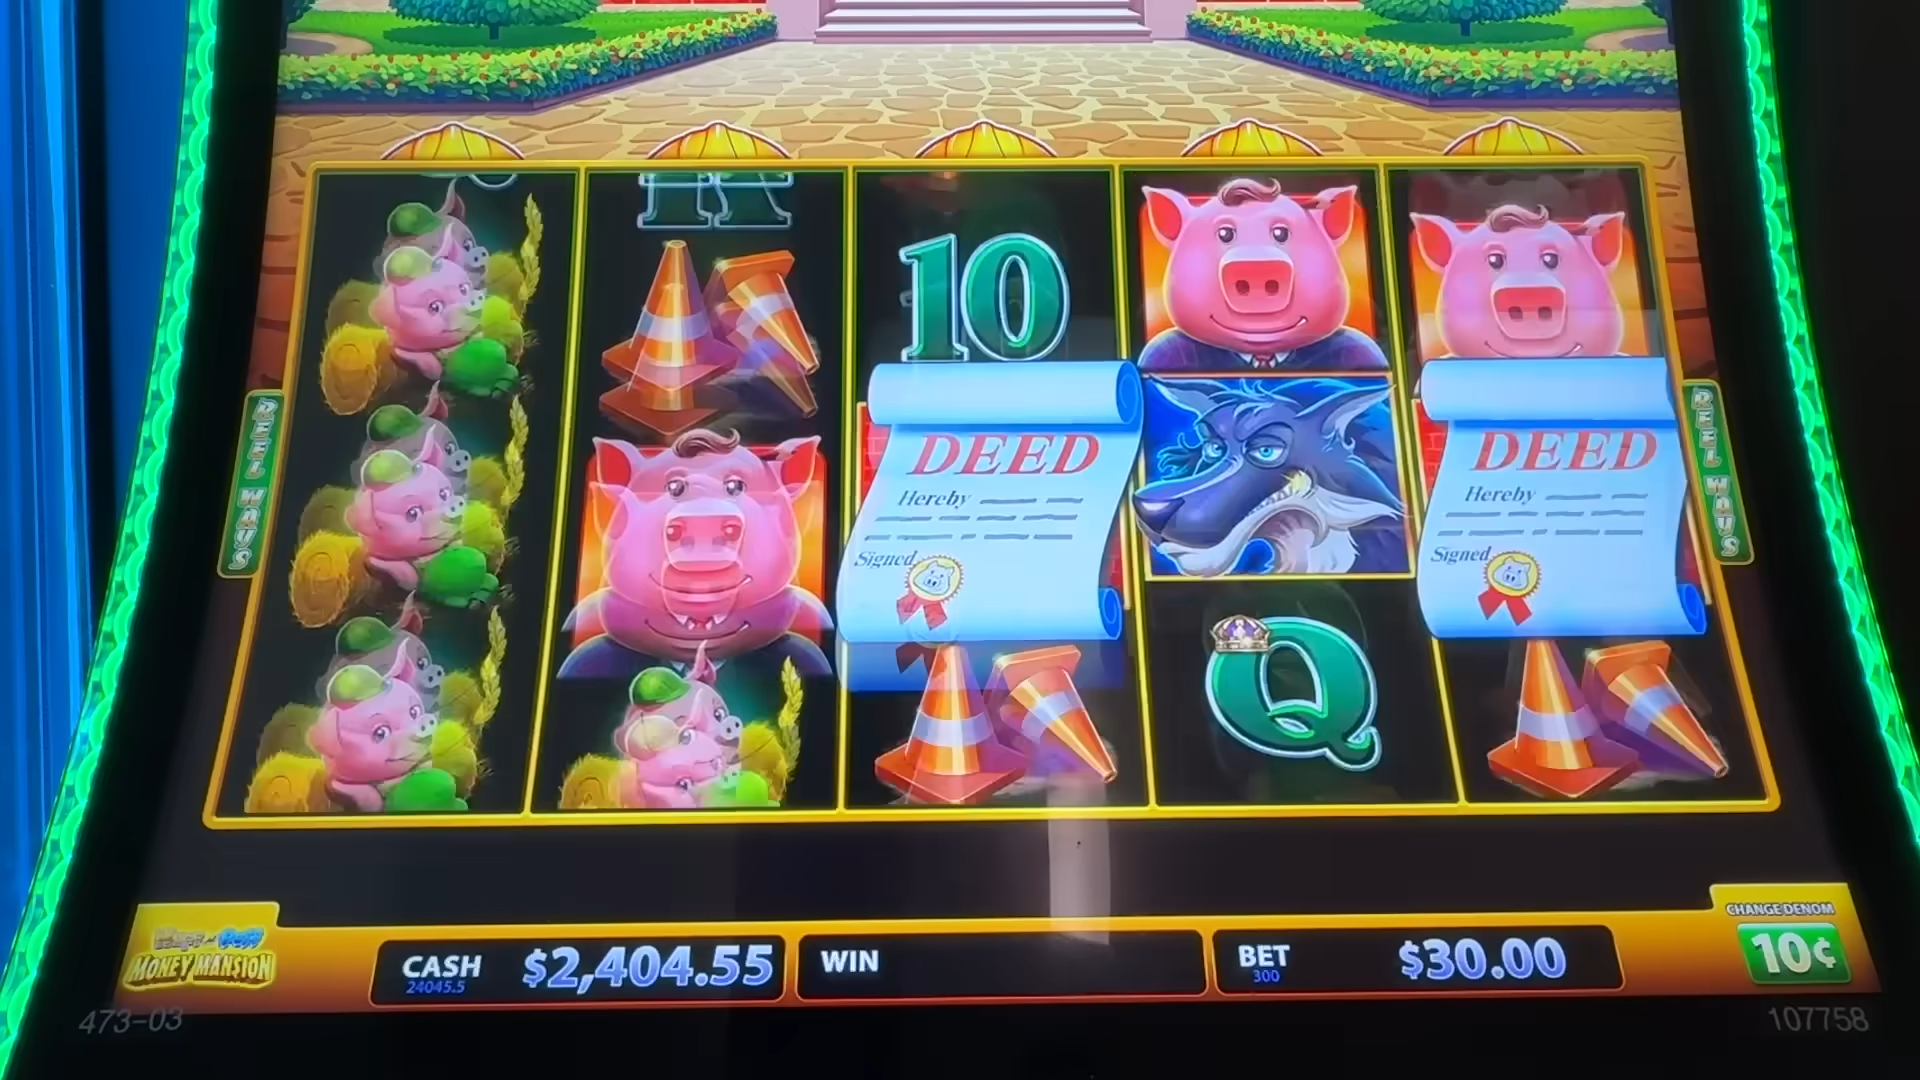 10
REEL WAYS
DEED
Hereby
Signed
DEED
Hereby
Signed
REEL WAYS
Q
CHANGE DENOM
10¢
MONEY MANSION
CASH
24045.5
$2,404.55
WIN
BET
300
$30.00
473-03
107758